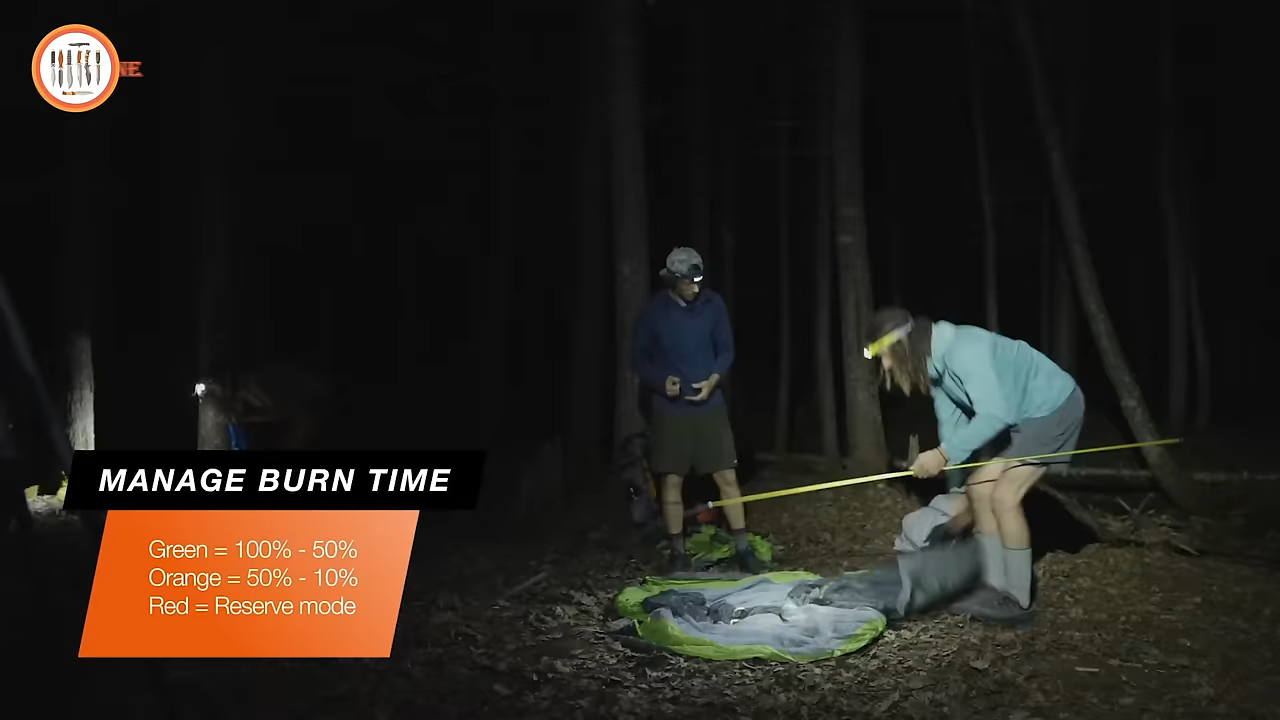 MANAGE BURN TIME
Green = 100% - 50%
Orange = 50% - 10%
Red = Reserve mode